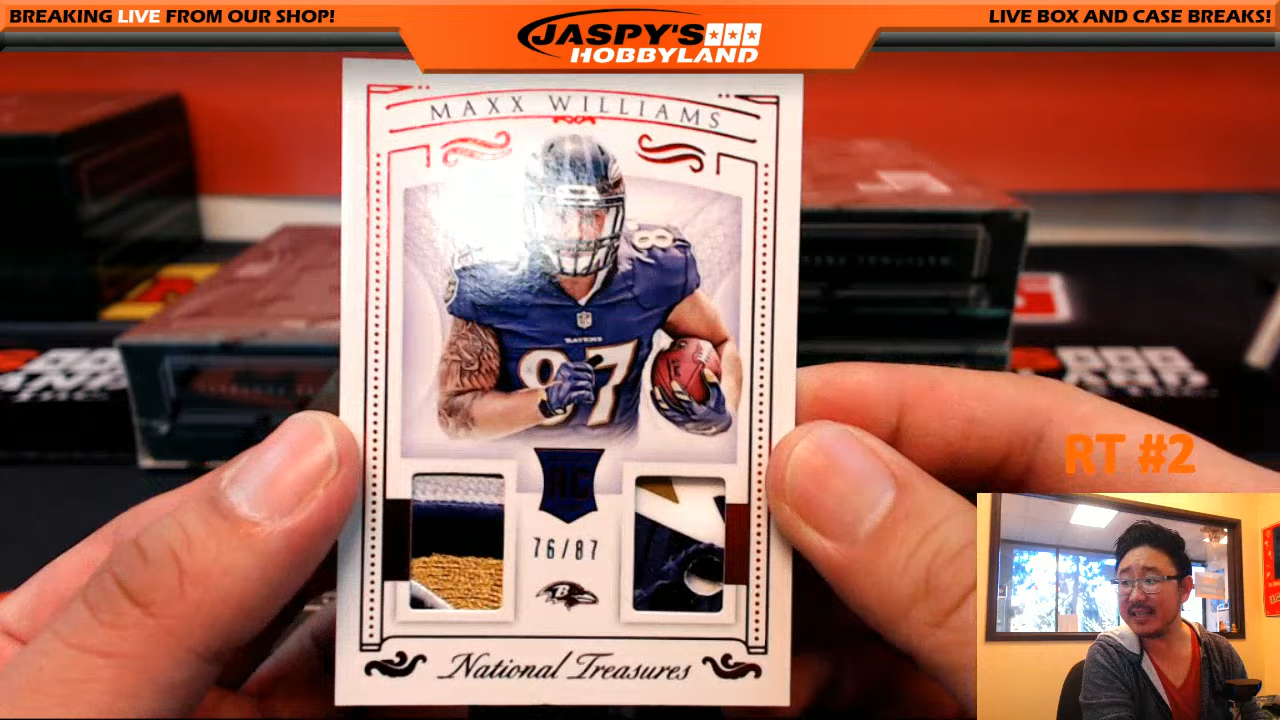 BREAKING LIVE FROM OUR SHOP!
JASPY'S
HOBBYLAND
LIVE BOX AND CASE BREAKS!
MAXX WILLIAMS
8
RAVENS
87
RC
76/87
B
National Treasures
RT #2